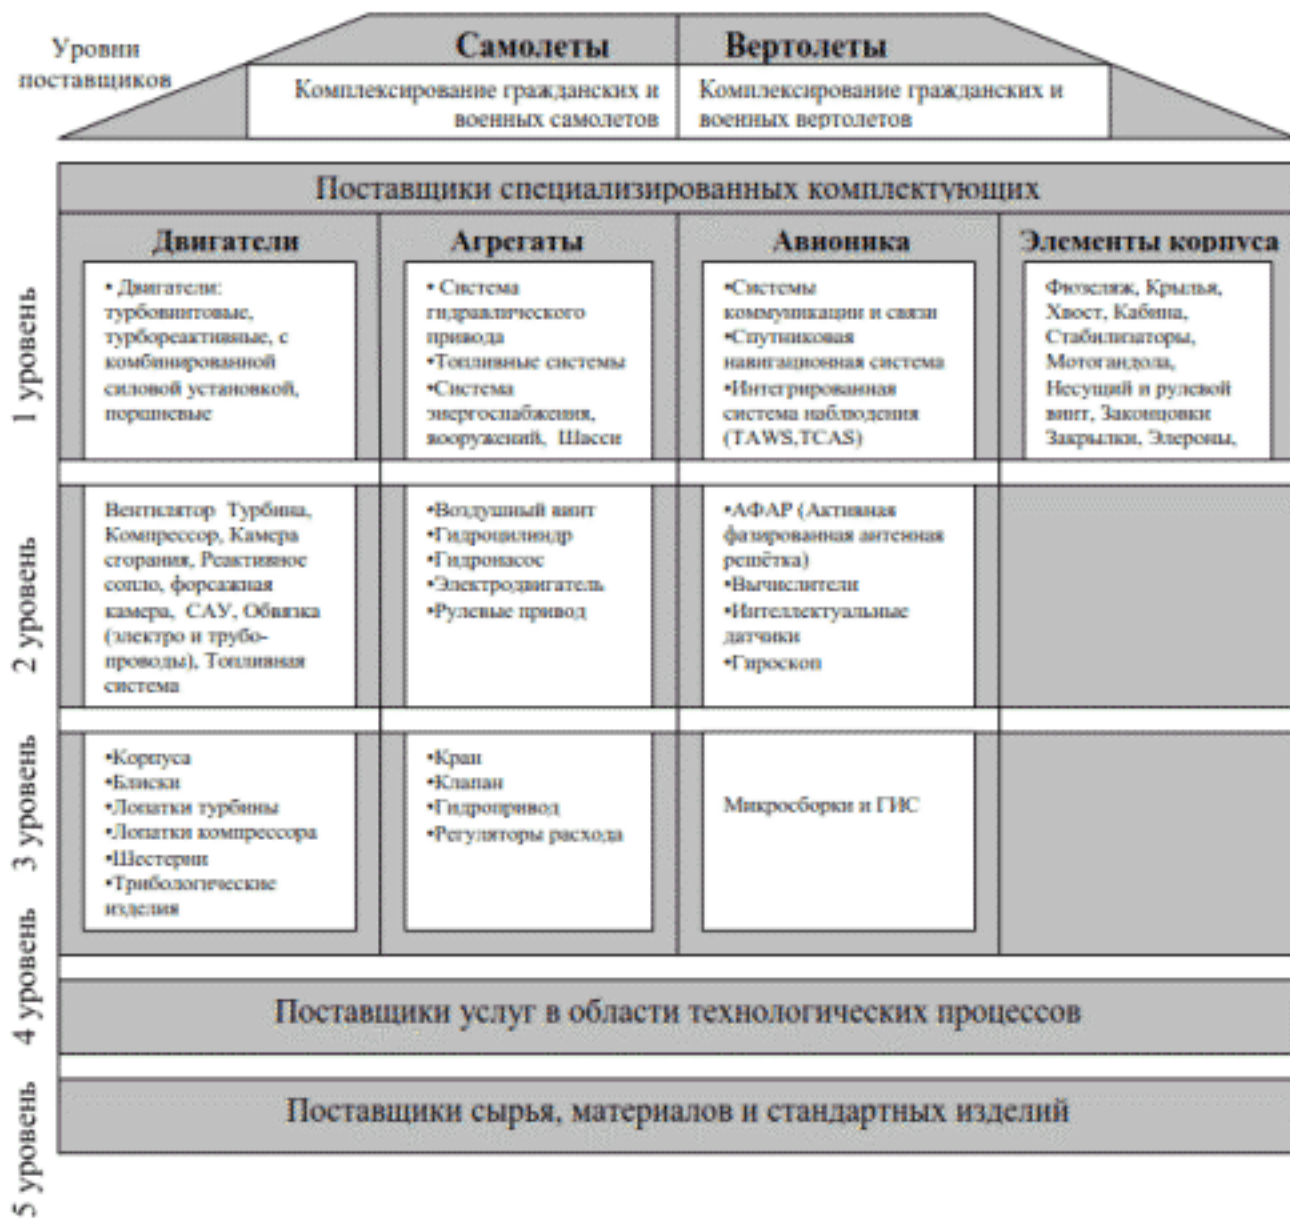 Уровни
поставщиков
Самолеты
Вертолеты
Комплексирование гражданских и
военных самолетов
Комплексирование гражданских и
военных вертолетов
Поставщики специализированных комплектующих
Двигатели
Агрегаты
Авионика
Элементы корпуса
1 уровень
• Двигатели:
турбовинтовые,
турбореактивные, с
комбинированной
силовой установкой,
поршневые
• Система
гидравлического
привода
•Топливные системы
•Система
энергоснабжения,
вооружений, Шасси
•Системы
коммуникации и связи
•Спутниковая
навигационная система
•Интегрированная
система наблюдения
(TAWS,TCAS)
Фюзеляж, Крылья,
Хвост, Кабина,
Стабилизаторы,
Мотогандола,
Несущий и рулевой
винт, Законцовки
Закрылки, Элероны,
2 уровень
Вентилятор Турбина,
Компрессор, Камера
сгорания, Реактивное
сопло, форсажная
камера, САУ, Обвязка
(электро и трубо-
проводы), Топливная
система
•Воздушный винт
•Гидроцилиндр
•Гидронасос
•Электродвигатель
•Рулевые привод
•АФАР (Активная
фазированная антенная
решётка)
•Вычислители
•Интеллектуальные
датчики
•Гироскоп
3 уровень
•Корпуса
•Блиски
•Лопатки турбины
•Лопатки компрессора
•Шестерни
•Трибологические
изделия
•Кран
•Клапан
•Гидропривод
•Регуляторы расхода
Микросборки и ГИС
4 уровень
Поставщики услуг в области технологических процессов
5 уровень
Поставщики сырья, материалов и стандартных изделий